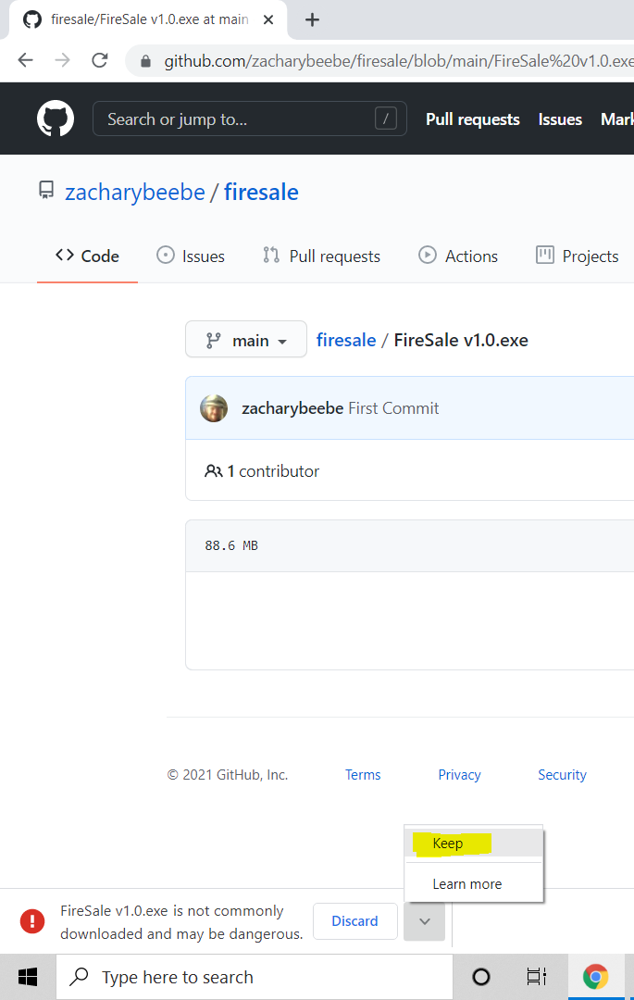 firesale/FireSale v1.0.exe at main
github.com/zacharybeebe/firesale/blob/main/FireSale%20v1.0.exe
Search or jump to... / Pull requests Issues Mark
zacharybeebe / firesale
Code Issues Pull requests Actions Projects
main firesale / FireSale v1.0.exe
zacharybeebe First Commit
1 contributor
88.6 MB
© 2021 GitHub, Inc. Terms Privacy Security
Keep
Learn more
FireSale v1.0.exe is not commonly
downloaded and may be dangerous.
Discard
Type here to search